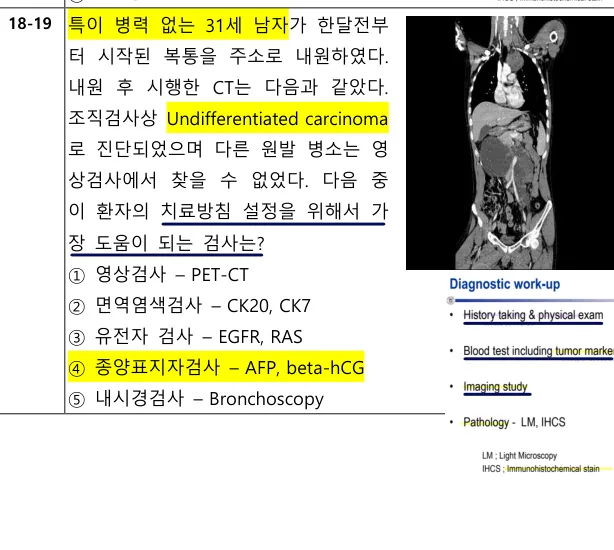 18-19
특이 병력 없는 31세 남자가 한달전부
터 시작된 복통을 주소로 내원하였다.
내원 후 시행한 CT는 다음과 같았다.
조직검사상 Undifferentiated carcinoma
로 진단되었으며 다른 원발 병소는 영
상검사에서 찾을 수 없었다. 다음 중
이 환자의 치료방침 설정을 위해서 가
장 도움이 되는 검사는?
① 영상검사 – PET-CT
② 면역염색검사 – CK20, CK7
③ 유전자 검사 – EGFR, RAS
④ 종양표지자검사 – AFP, beta-hCG
⑤ 내시경검사 – Bronchoscopy
Diagnostic work-up
• History taking & physical exam
• Blood test including tumor marke
• Imaging study
• Pathology - LM, IHCS
LM ; Light Microscopy
IHCS ; Immunohistochemical stain